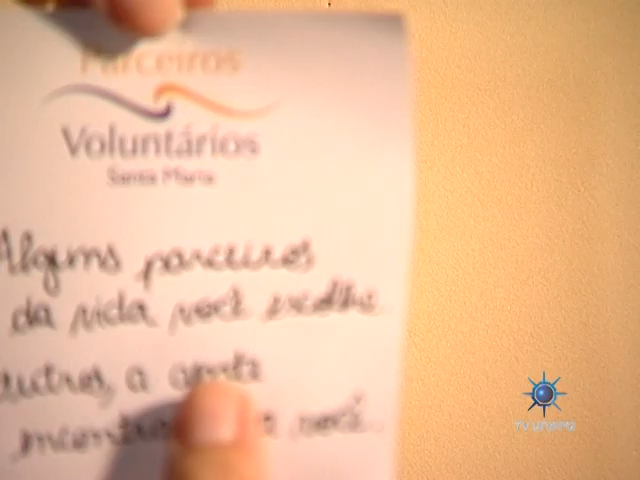 Parceiros
Voluntários
Santa Maria
Alguns parceiros
da vida você escolhe
outros, a gente
você.